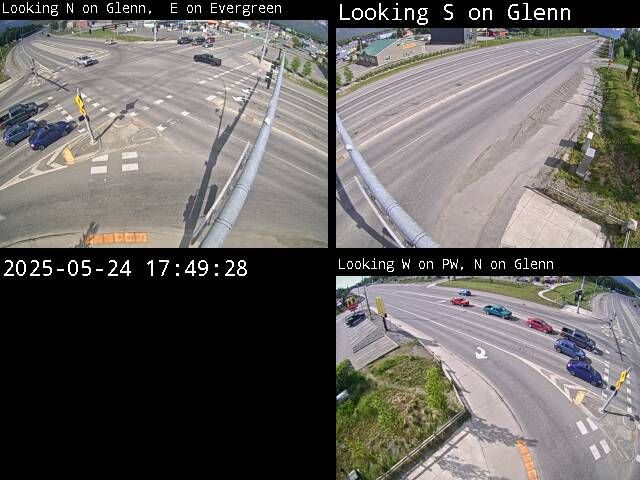 Looking N on Glenn,  E on Evergreen
Looking S on Glenn
2025-05-24 17:49:28
Looking W on PW, N on Glenn